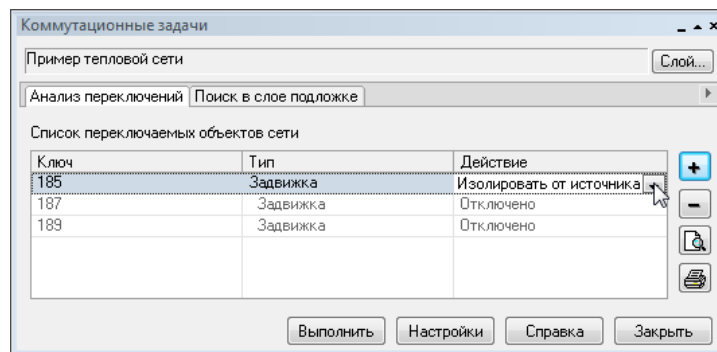 Коммутационные задачи
Пример тепловой сети
Слой...
Анализ переключений Поиск в слое подложке
Список переключаемых объектов сети
Ключ Тип Действие
185 Задвижка Изолировать от источника
187 Задвижка Отключено
189 Задвижка Отключено
Выполнить Настройки Справка Закрыть